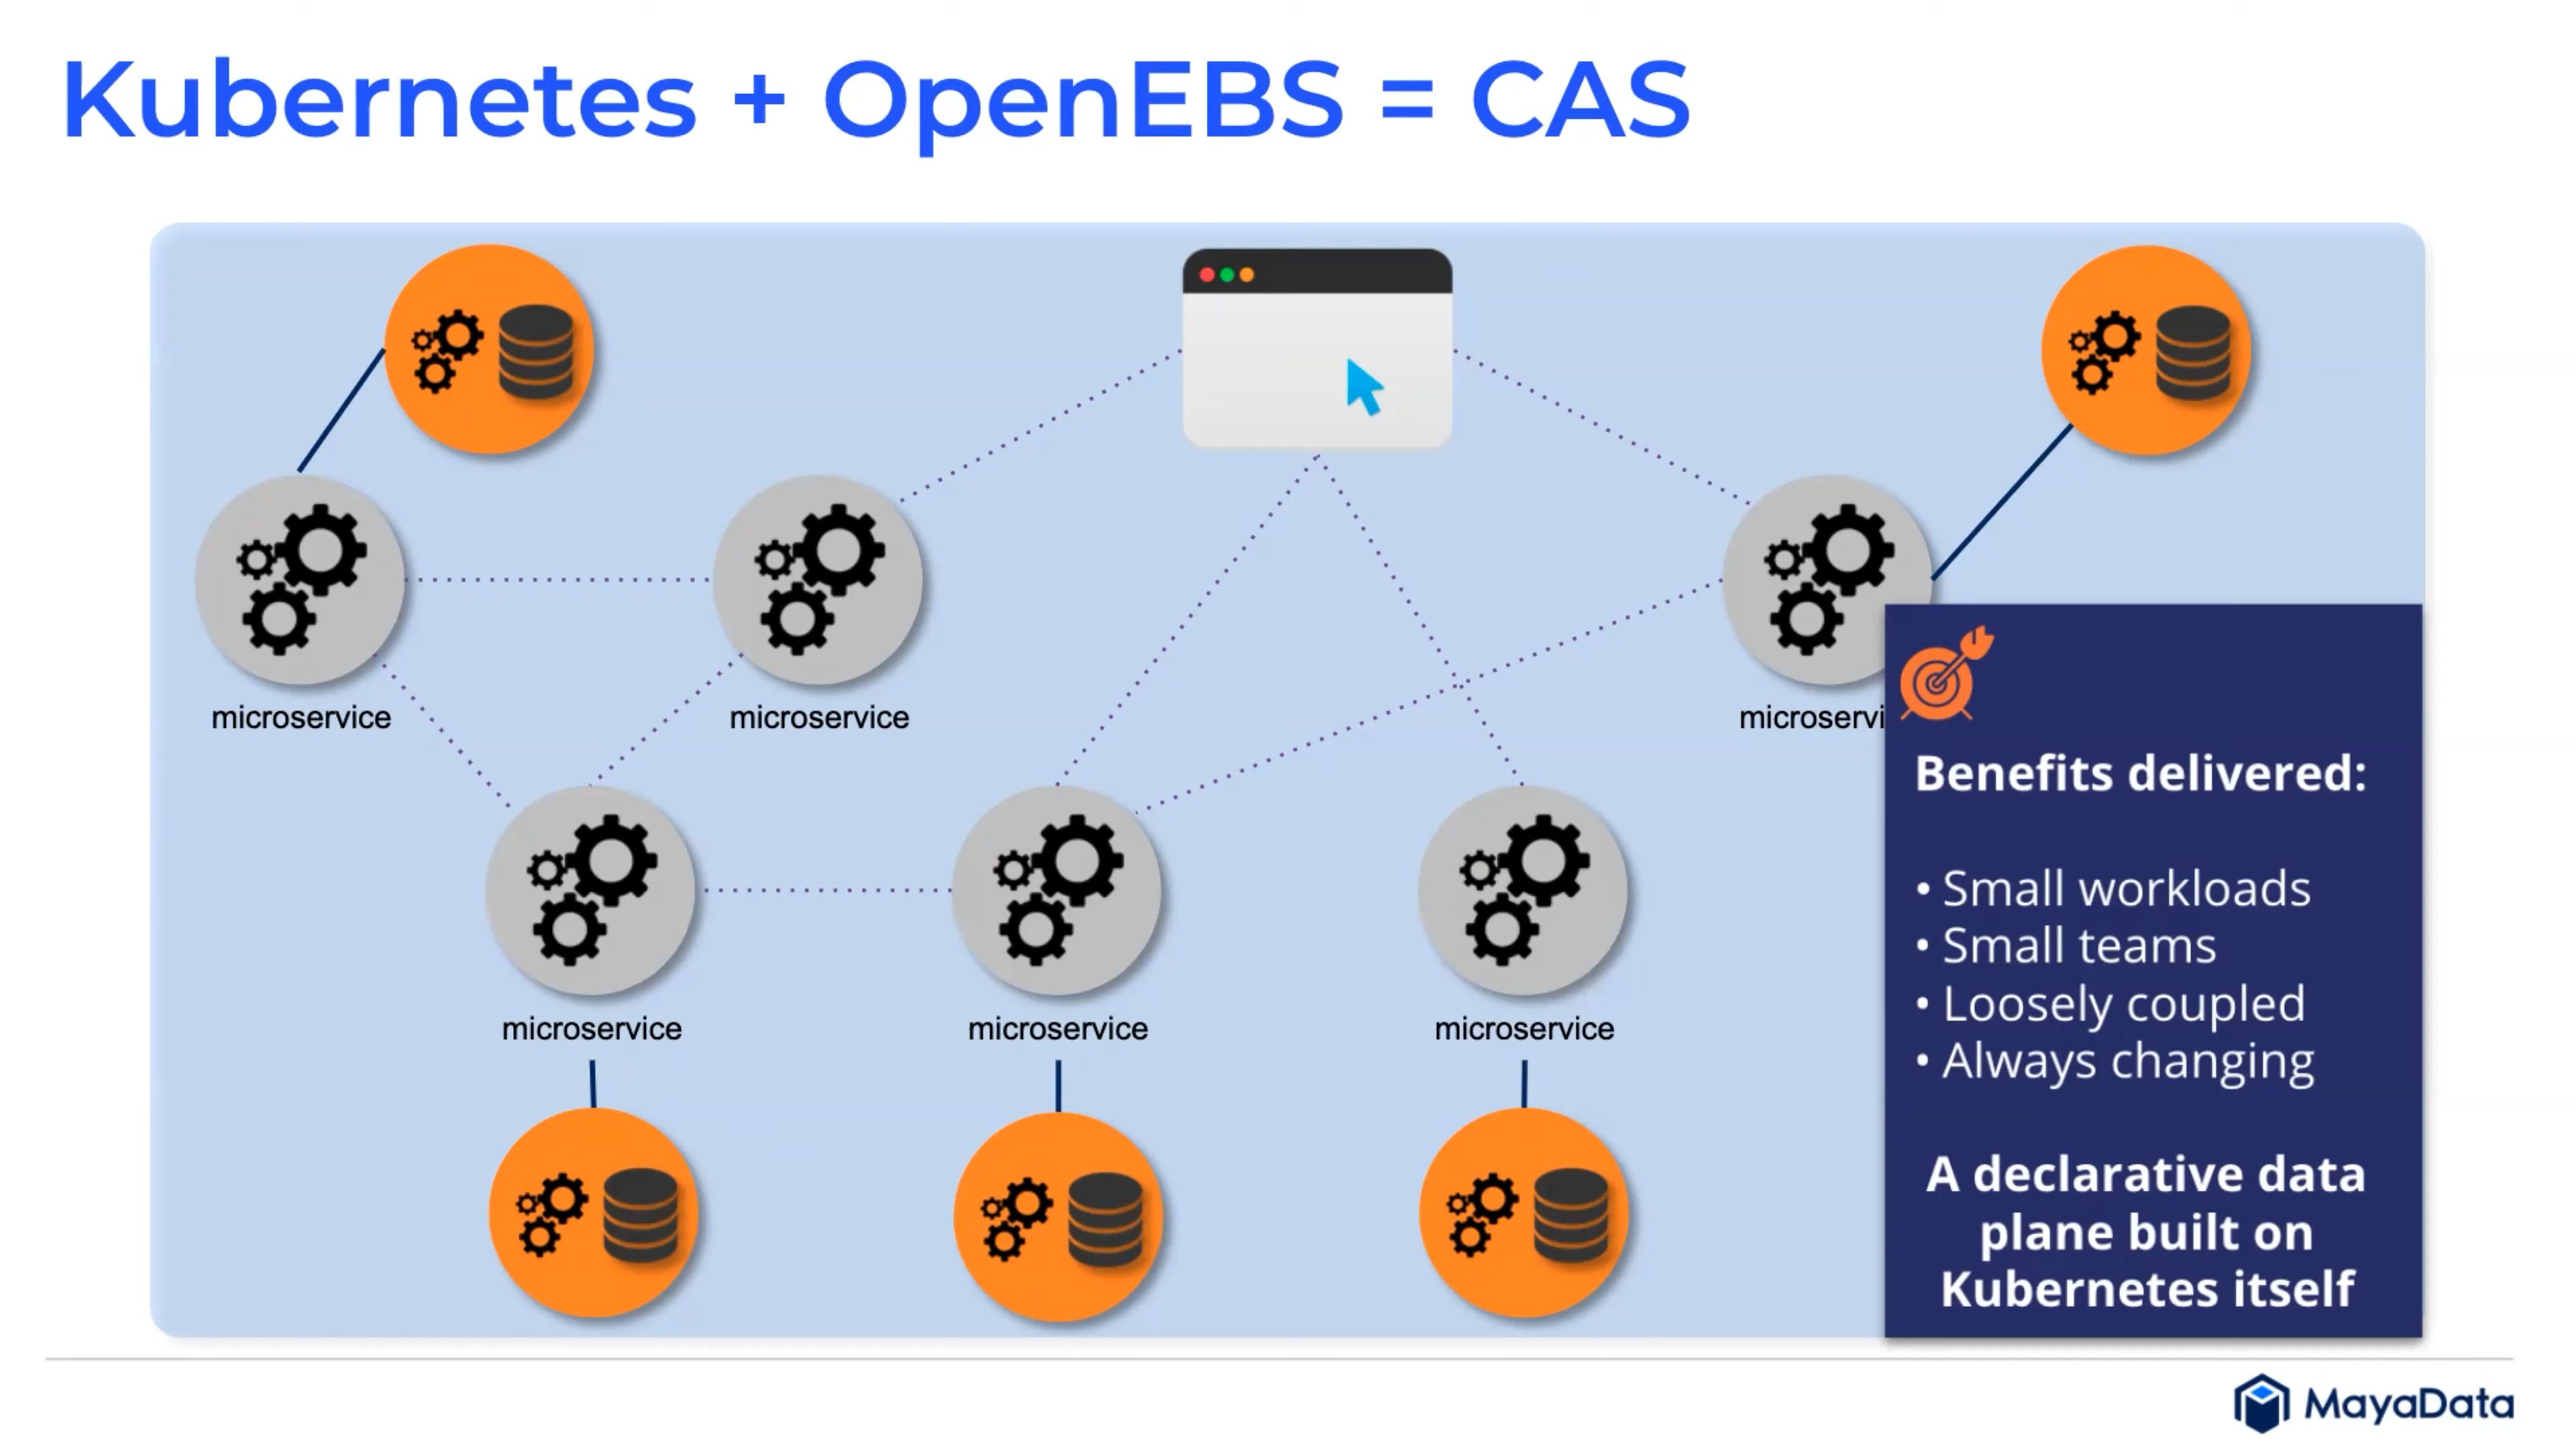 Kubernetes + OpenEBS = CAS
microservice
microservice
microservi
Benefits delivered:
• Small workloads
• Small teams
• Loosely coupled
• Always changing
A declarative data
plane built on
Kubernetes itself
microservice
microservice
microservice
MayaData